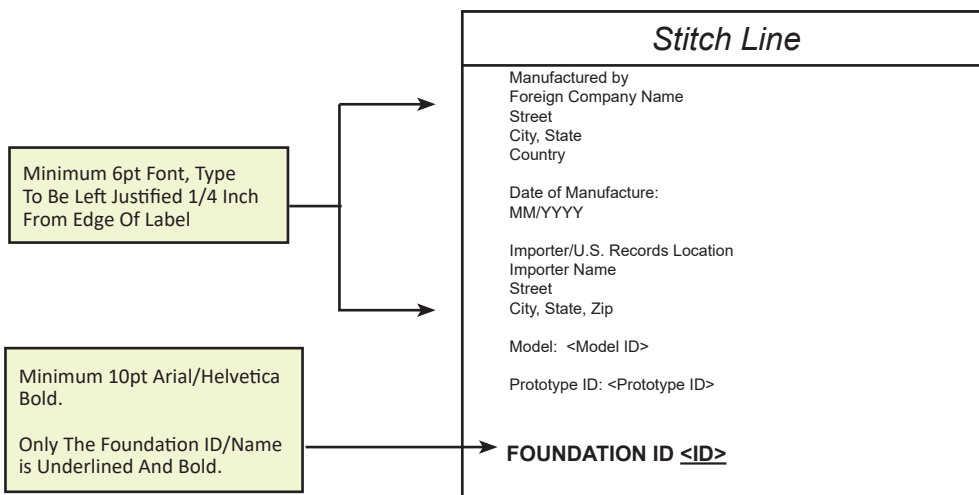 Stitch Line
Manufactured by
Foreign Company Name
Street
City, State
Country
Date of Manufacture:
MM/YYYY
Importer/U.S. Records Location
Importer Name
Street
City, State, Zip
Model: <Model ID>
Prototype ID: <Prototype ID>
FOUNDATION ID <ID>
Minimum 6pt Font, Type
To Be Left Justified 1/4 Inch
From Edge Of Label
Minimum 10pt Arial/Helvetica
Bold.
Only The Foundation ID/Name
is Underlined And Bold.